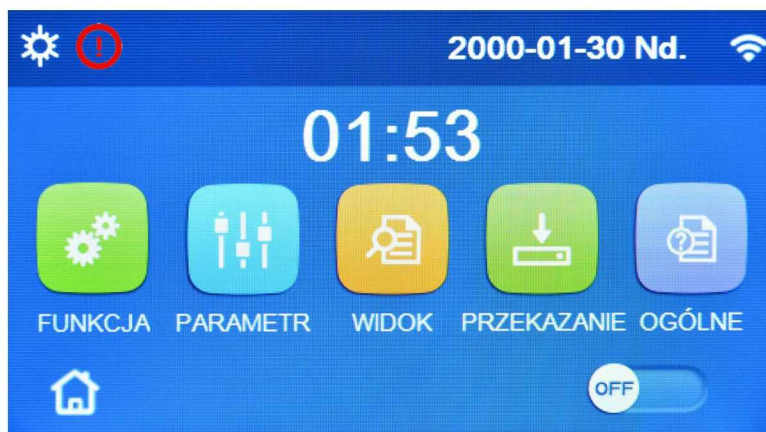 2000-01-30 Nd.
01:53
FUNKCJA PARAMETR WIDOK PRZEKAZANIE OGÓLNE
OFF